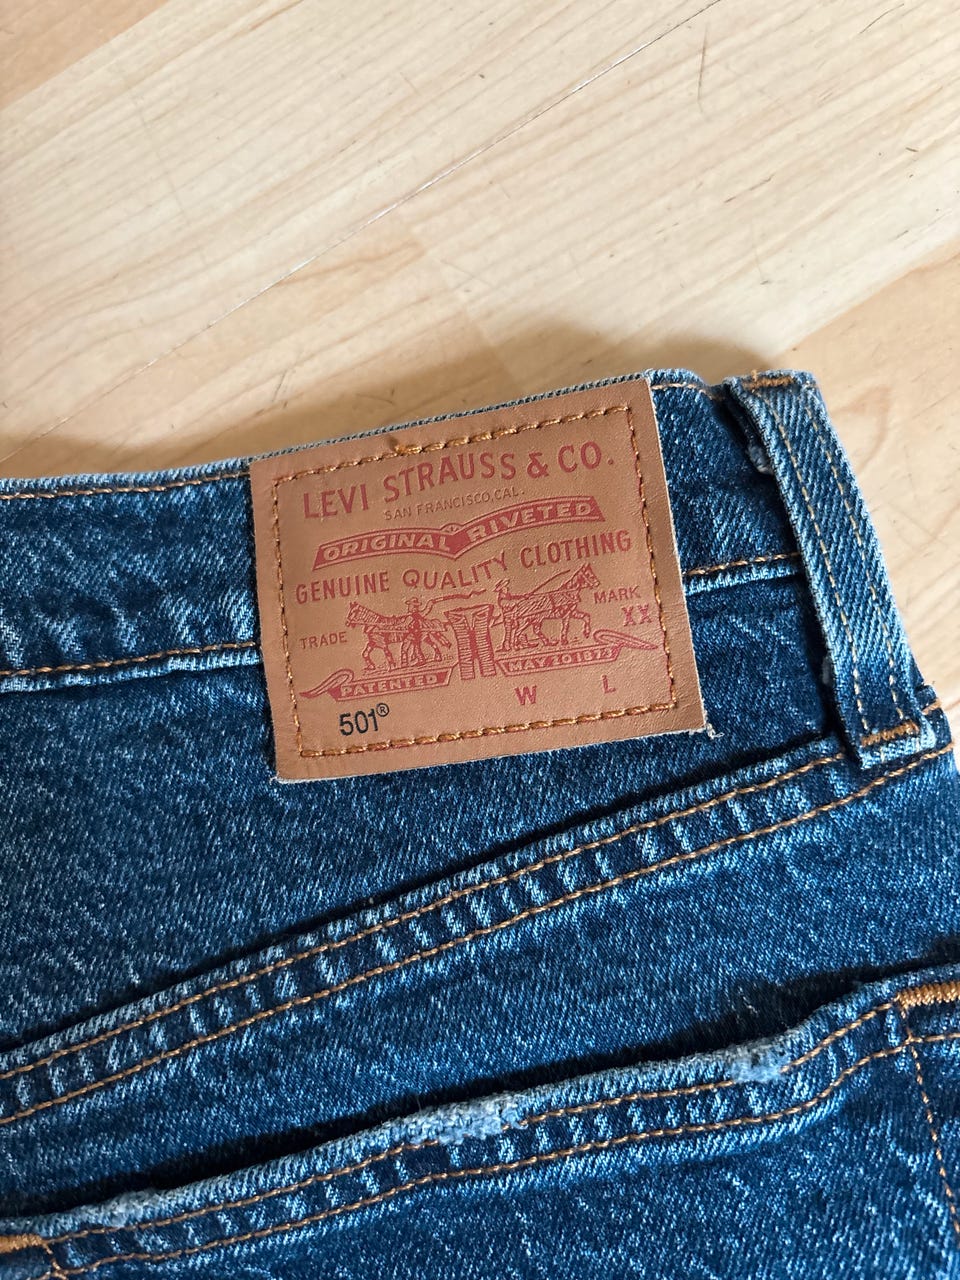 LEVI STRAUSS & CO.
SAN FRANCISCO, CAL.
ORIGINAL RIVETED
GENUINE QUALITY CLOTHING
TRADE MARK
XX
PATENTED MAY 20 1873
W L
501®